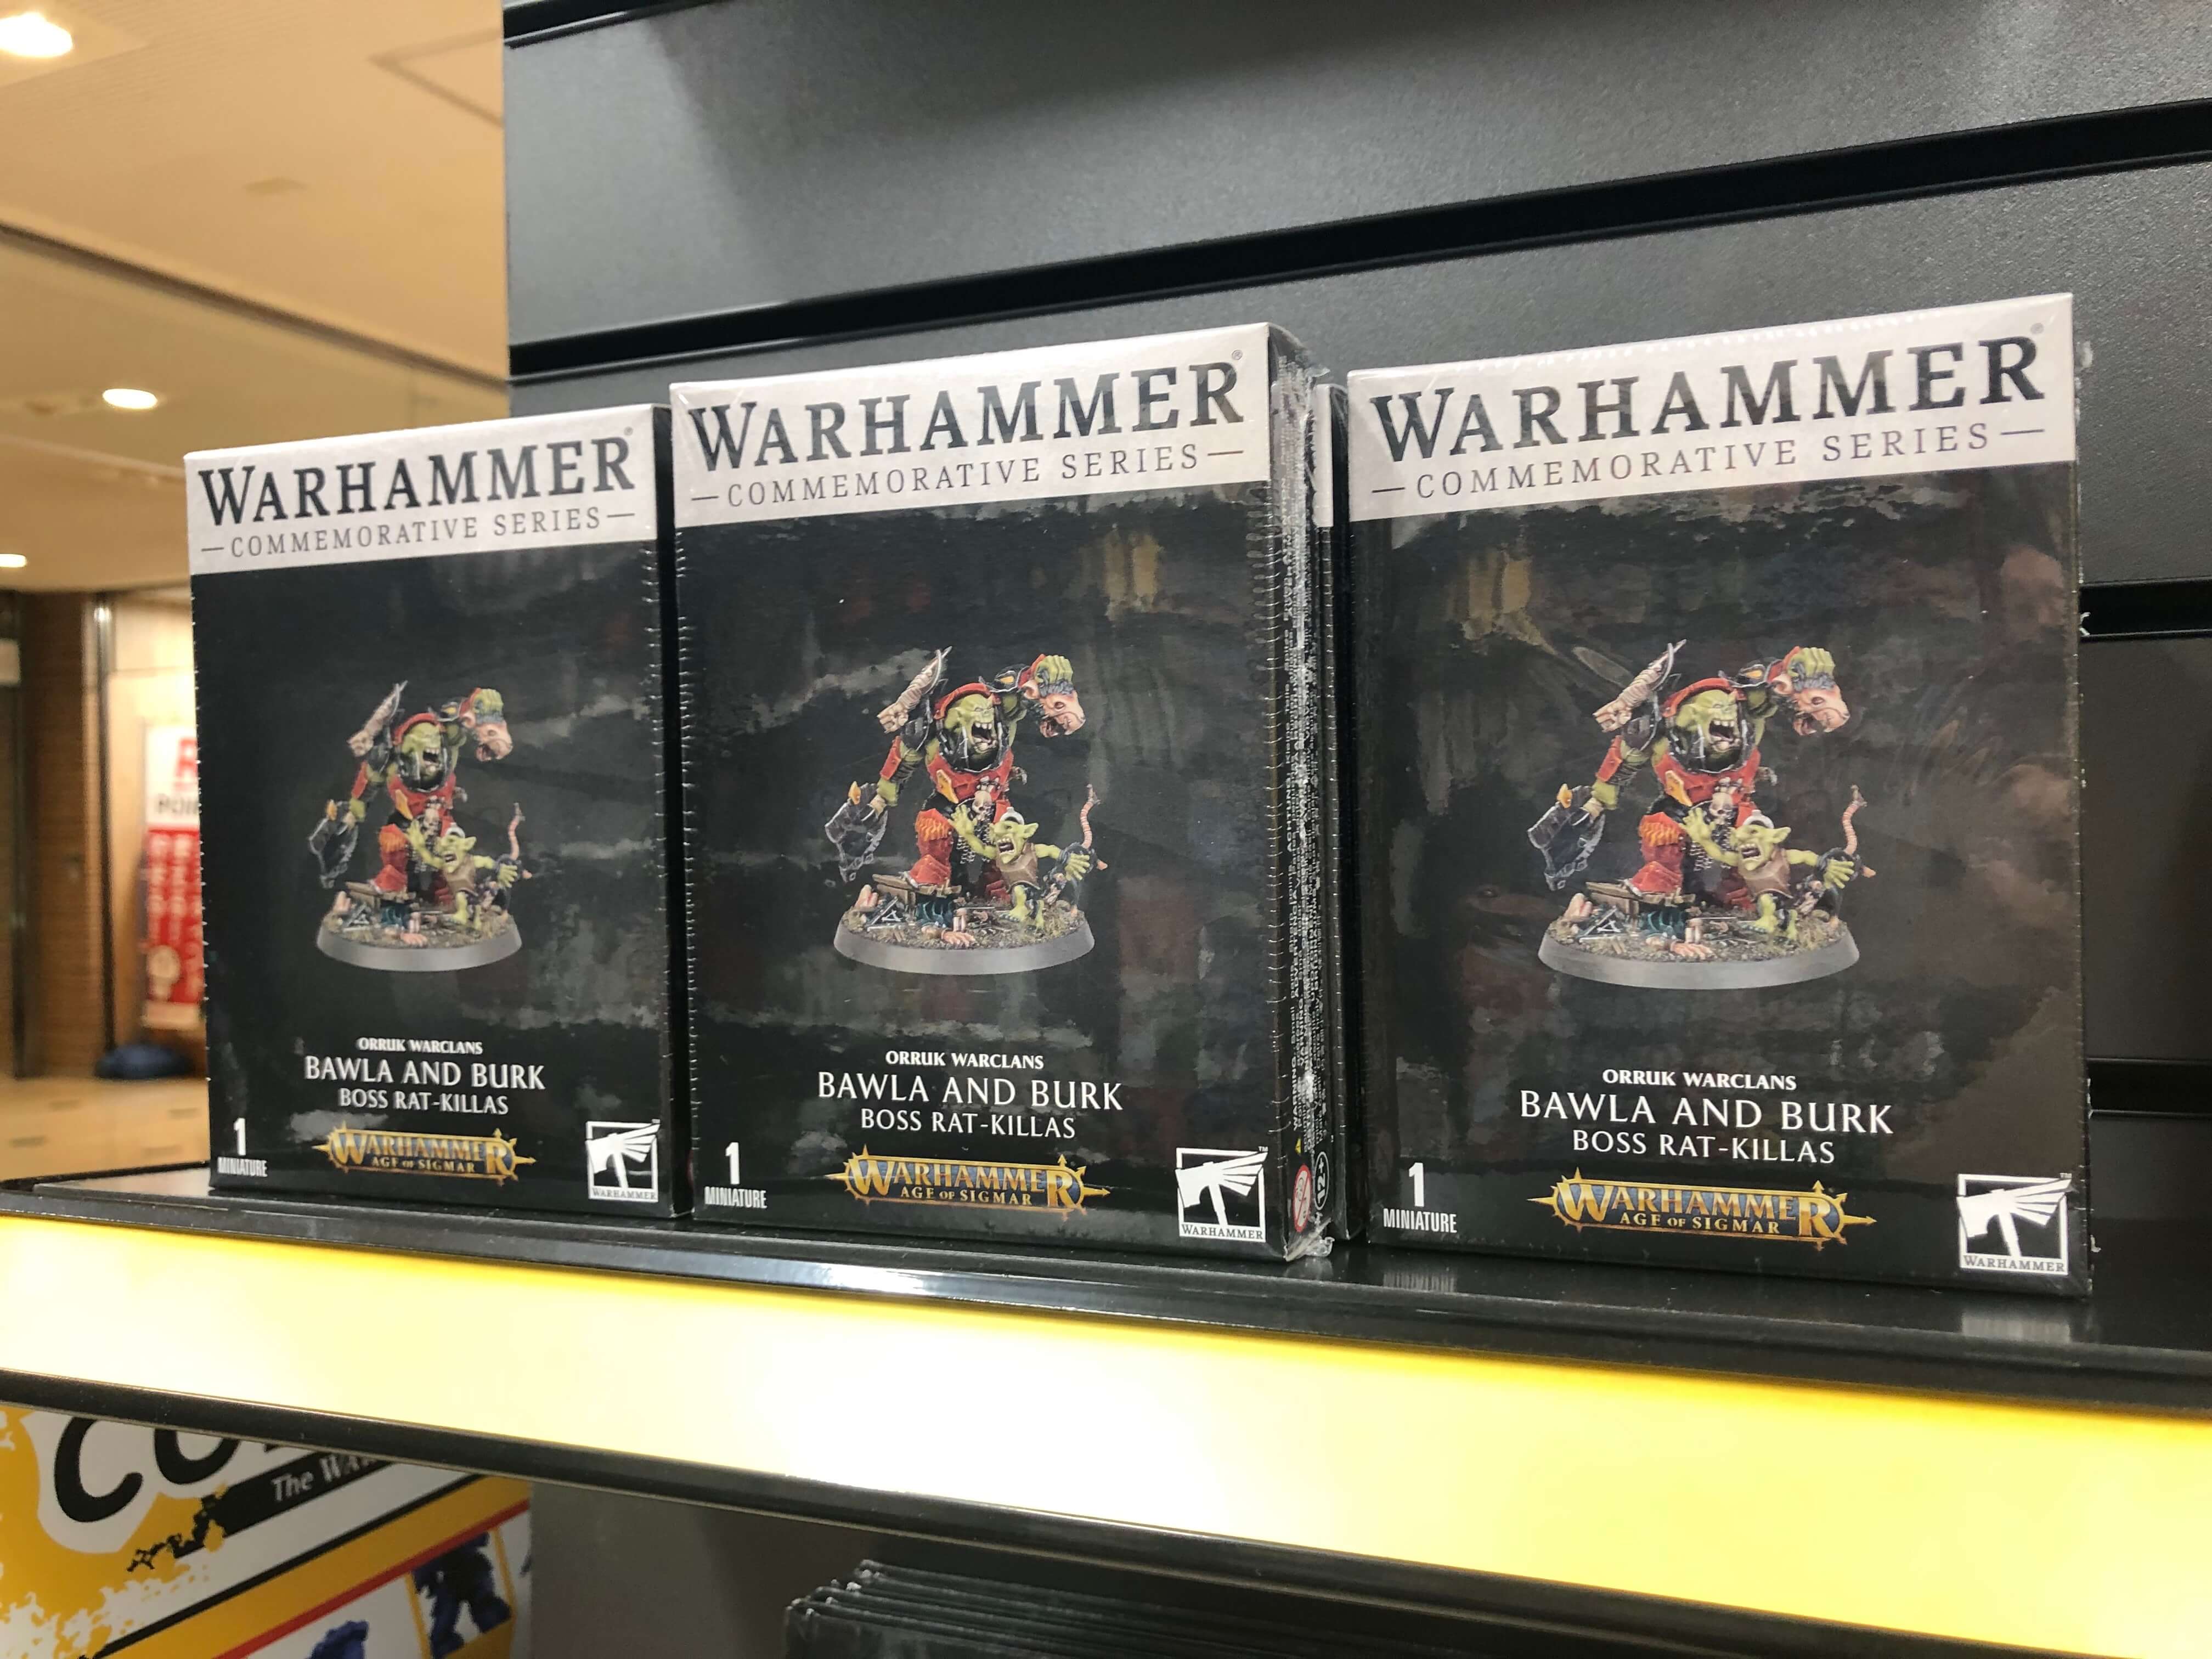 WARHAMMER®
—COMMEMORATIVE SERIES—
ORRUK WARCLANS
BAWLA AND BURK
BOSS RAT-KILLAS
1
MINIATURE
WARHAMMER
AGE OF SIGMAR
WARHAMMER
WARHAMMER®
—COMMEMORATIVE SERIES—
ORRUK WARCLANS
BAWLA AND BURK
BOSS RAT-KILLAS
1
MINIATURE
WARHAMMER
AGE OF SIGMAR
WARHAMMER™
12+
WARHAMMER®
—COMMEMORATIVE SERIES—
ORRUK WARCLANS
BAWLA AND BURK
BOSS RAT-KILLAS
1
MINIATURE
WARHAMMER
AGE OF SIGMAR
WARHAMMER™
The